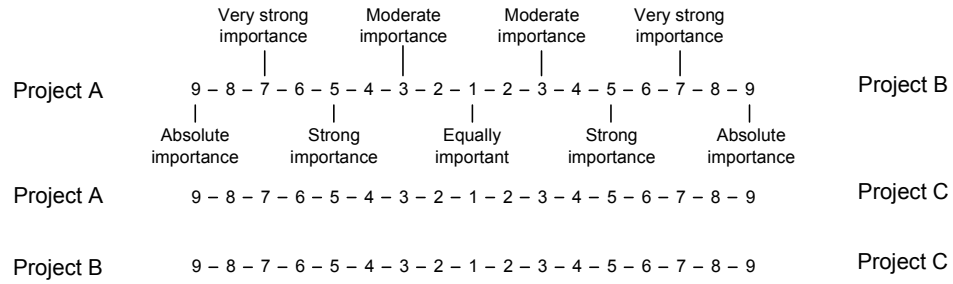 Very strong importance Moderate importance Moderate importance Very strong importance
Project A 9 – 8 – 7 – 6 – 5 – 4 – 3 – 2 – 1 – 2 – 3 – 4 – 5 – 6 – 7 – 8 – 9 Project B
Absolute importance Strong importance Equally important Strong importance Absolute importance
Project A 9 – 8 – 7 – 6 – 5 – 4 – 3 – 2 – 1 – 2 – 3 – 4 – 5 – 6 – 7 – 8 – 9 Project C
Project B 9 – 8 – 7 – 6 – 5 – 4 – 3 – 2 – 1 – 2 – 3 – 4 – 5 – 6 – 7 – 8 – 9 Project C